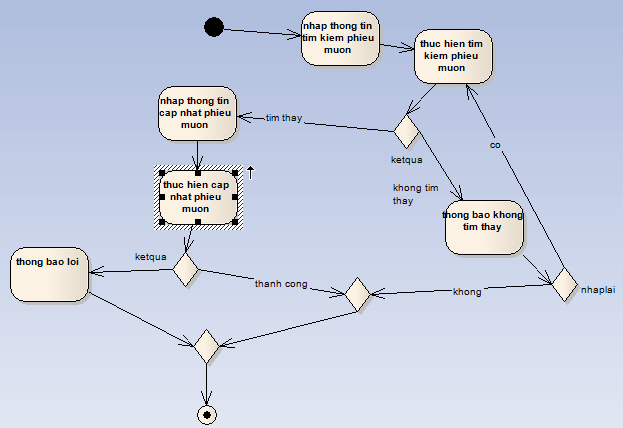 nhap thong tin
tim kiem phieu
muon
thuc hien tim
kiem phieu
muon
nhap thong tin
cap nhat phieu
muon
tim thay
ketqua
co
khong tim
thay
thuc hien cap
nhat phieu
muon
thong bao khong
tim thay
ketqua
thong bao loi
thanh cong
khong
nhaplai